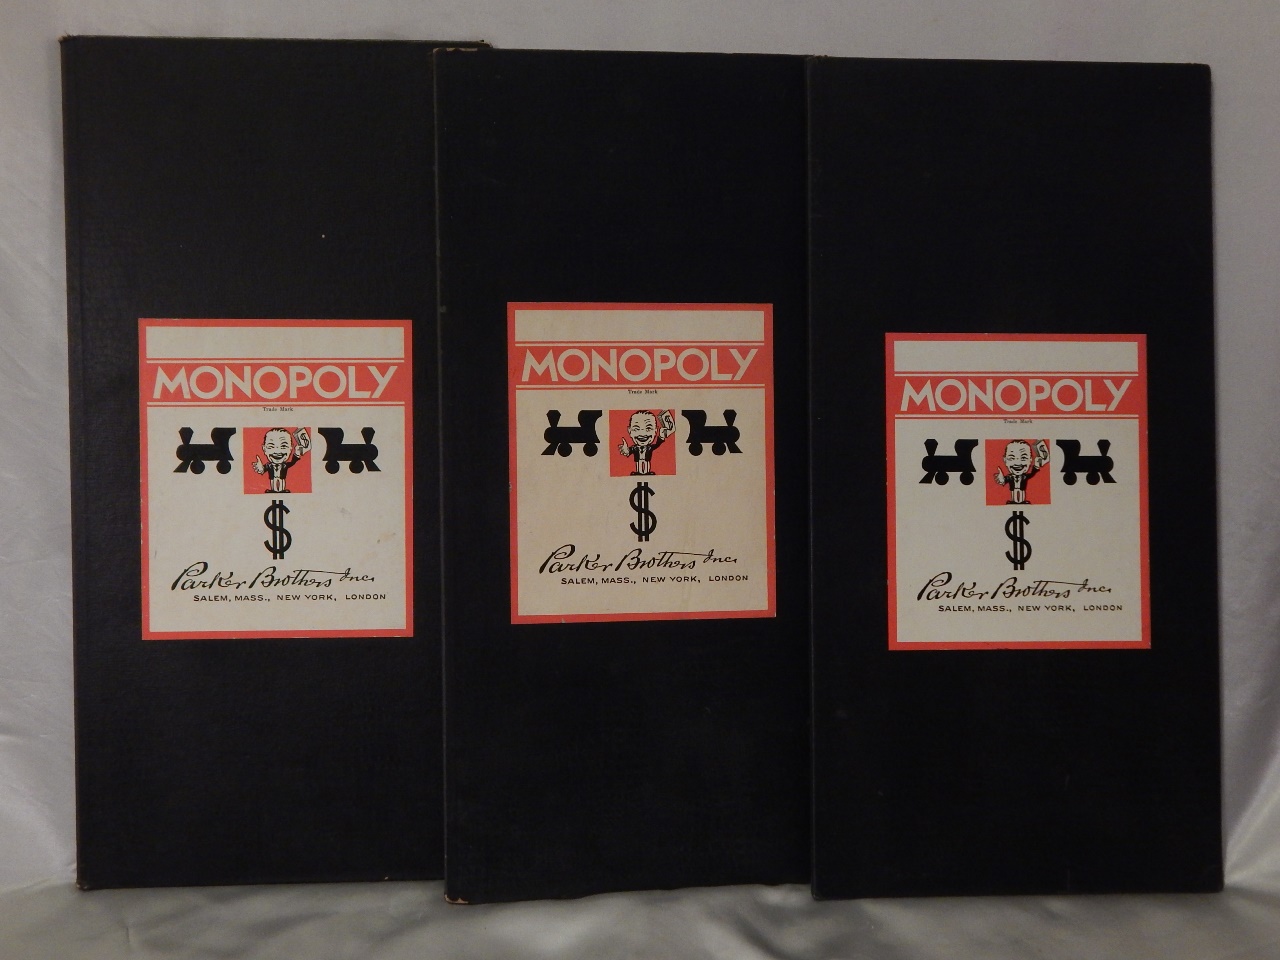 MONOPOLY
Trade Mark
$
$
Parker Brothers Inc.
SALEM, MASS., NEW YORK, LONDON
MONOPOLY
Trade Mark
$
$
Parker Brothers Inc.
SALEM, MASS., NEW YORK, LONDON
MONOPOLY
Trade Mark
$
$
Parker Brothers Inc.
SALEM, MASS., NEW YORK, LONDON